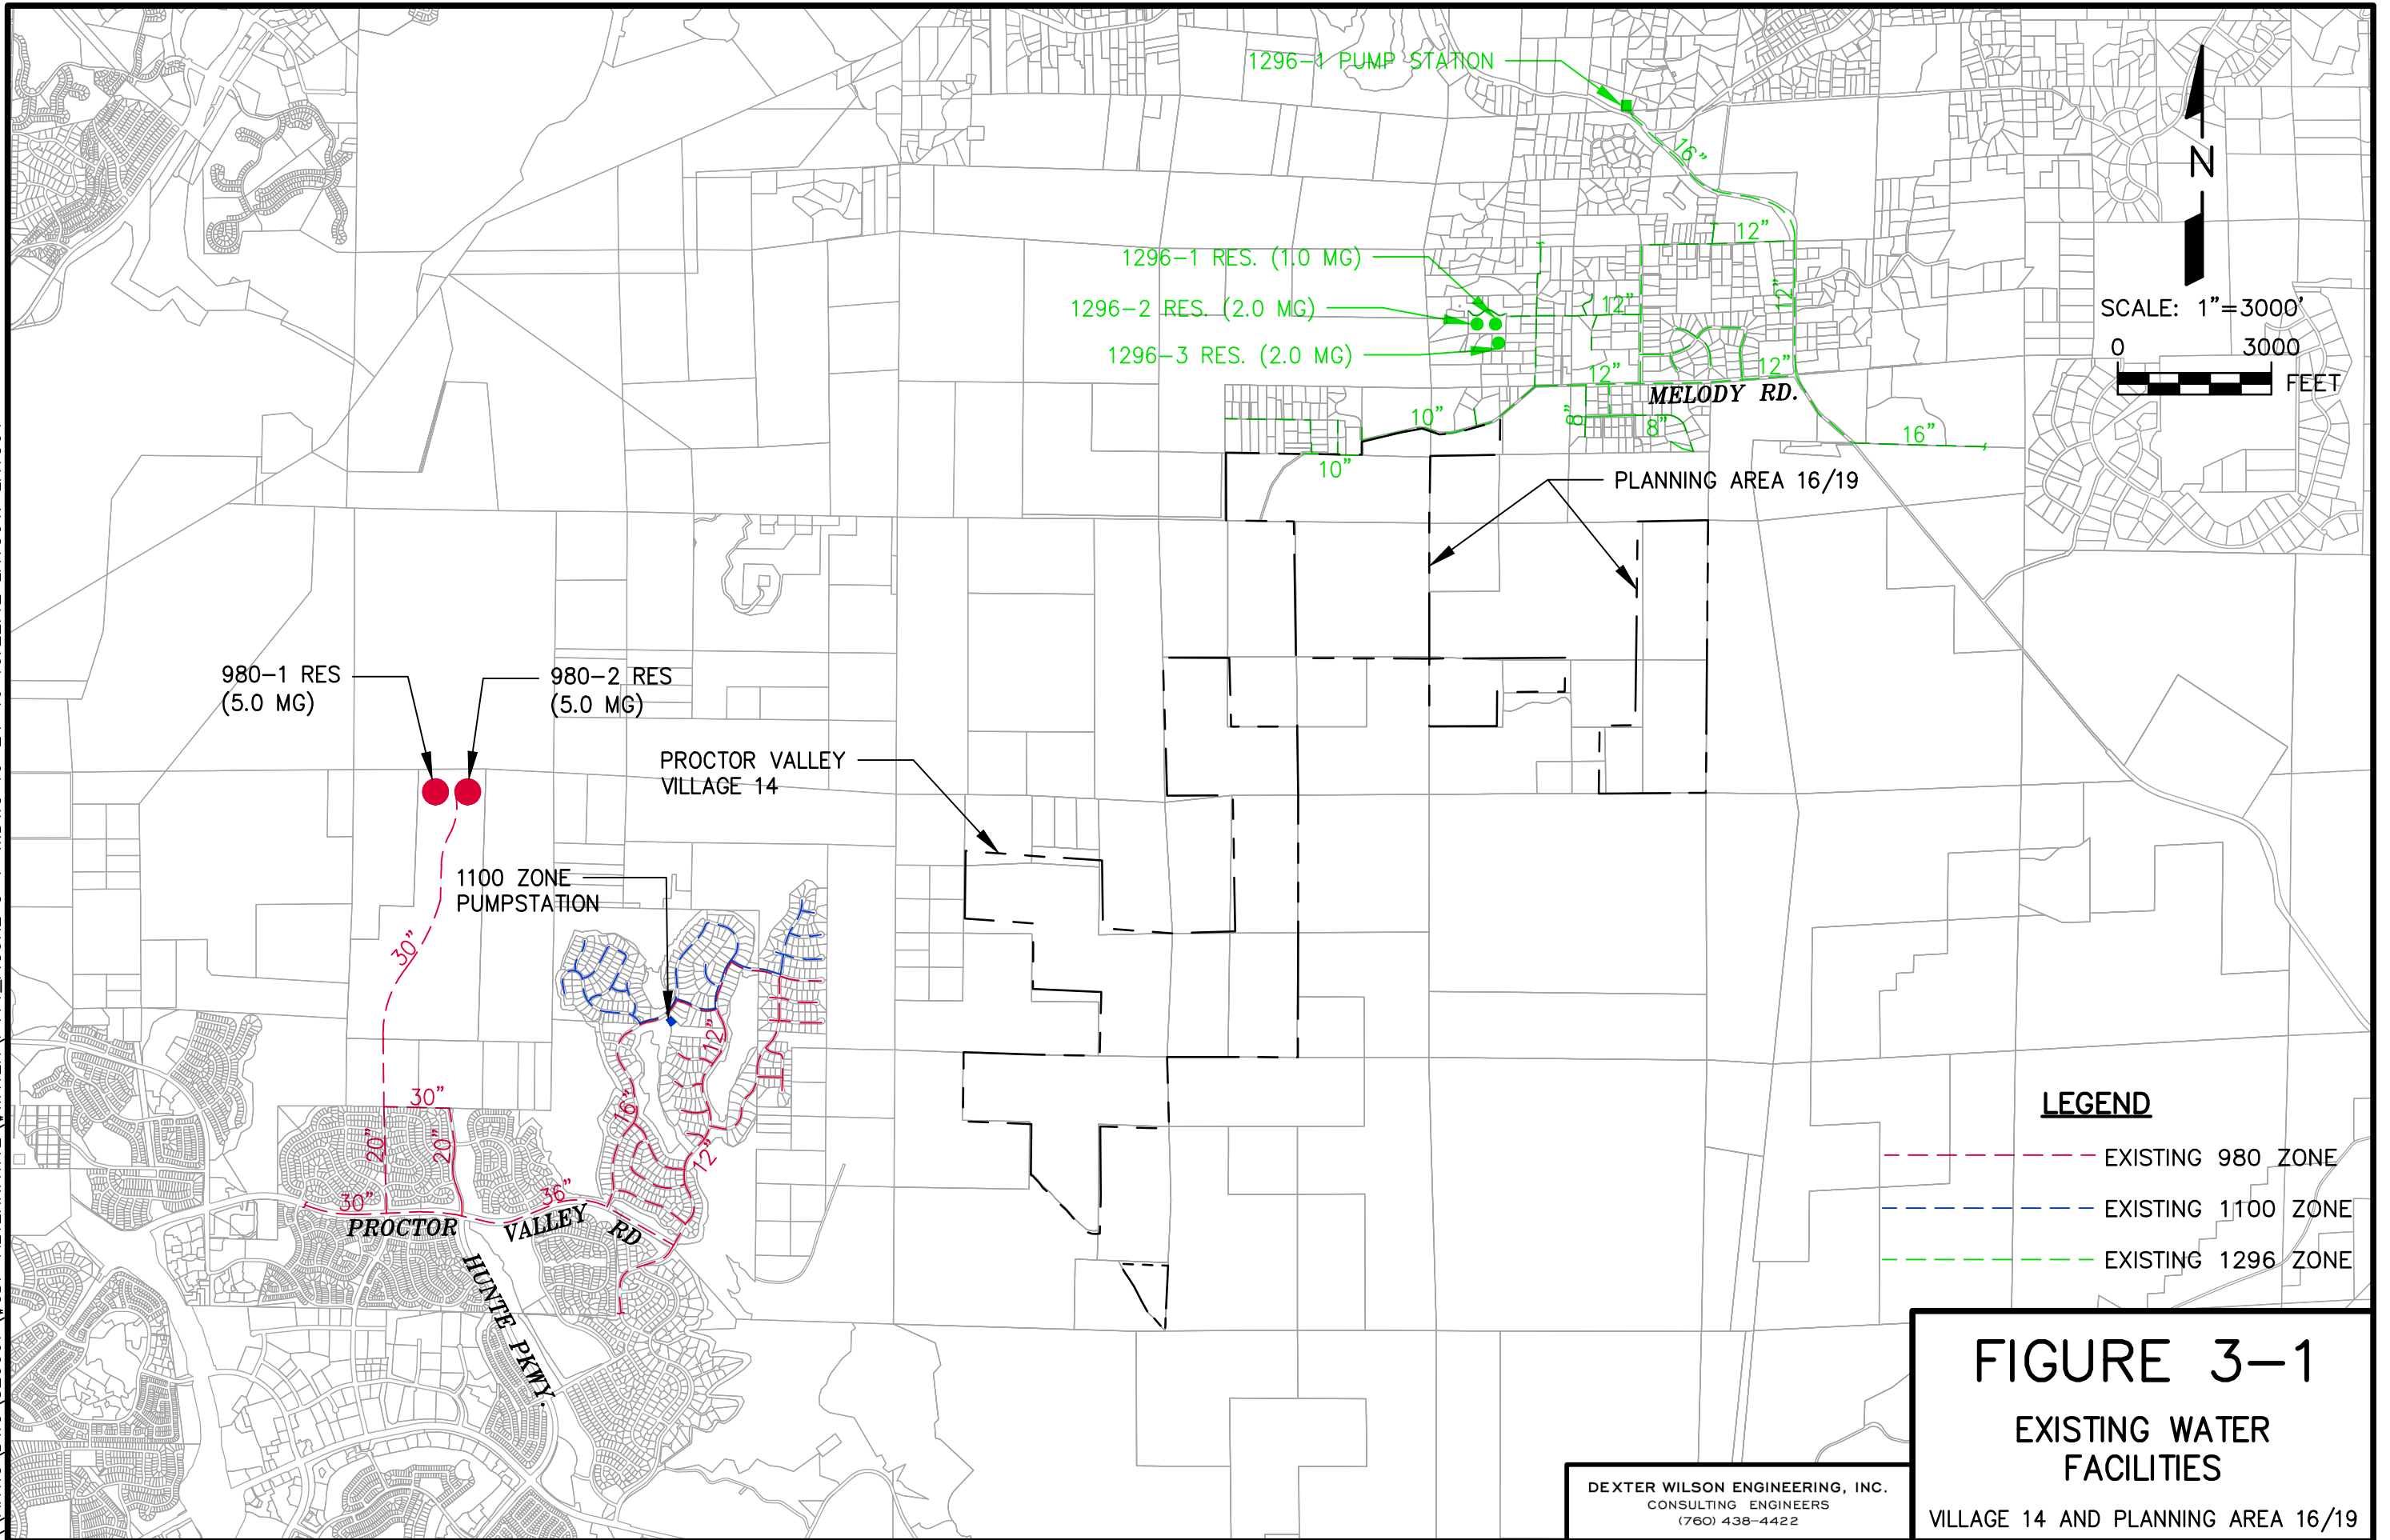 1296-1 PUMP STATION
16"
N
12"
1296-1 RES. (1.0 MG)
12"
1296-2 RES. (2.0 MG)
12"
SCALE: 1"=3000'
1296-3 RES. (2.0 MG)
0 3000
FEET
12"
12"
MELODY RD.
10"
8"
8"
16"
10"
PLANNING AREA 16/19
980-1 RES
(5.0 MG)
980-2 RES
(5.0 MG)
PROCTOR VALLEY
VILLAGE 14
1100 ZONE
PUMPSTATION
30"
12"
30"
16"
20"
20"
12"
30"
36"
PROCTOR VALLEY RD
HUNTE PKWY.
LEGEND
EXISTING 980 ZONE
EXISTING 1100 ZONE
EXISTING 1296 ZONE
FIGURE 3-1
EXISTING WATER
FACILITIES
VILLAGE 14 AND PLANNING AREA 16/19
DEXTER WILSON ENGINEERING, INC.
CONSULTING ENGINEERS
(760) 438-4422